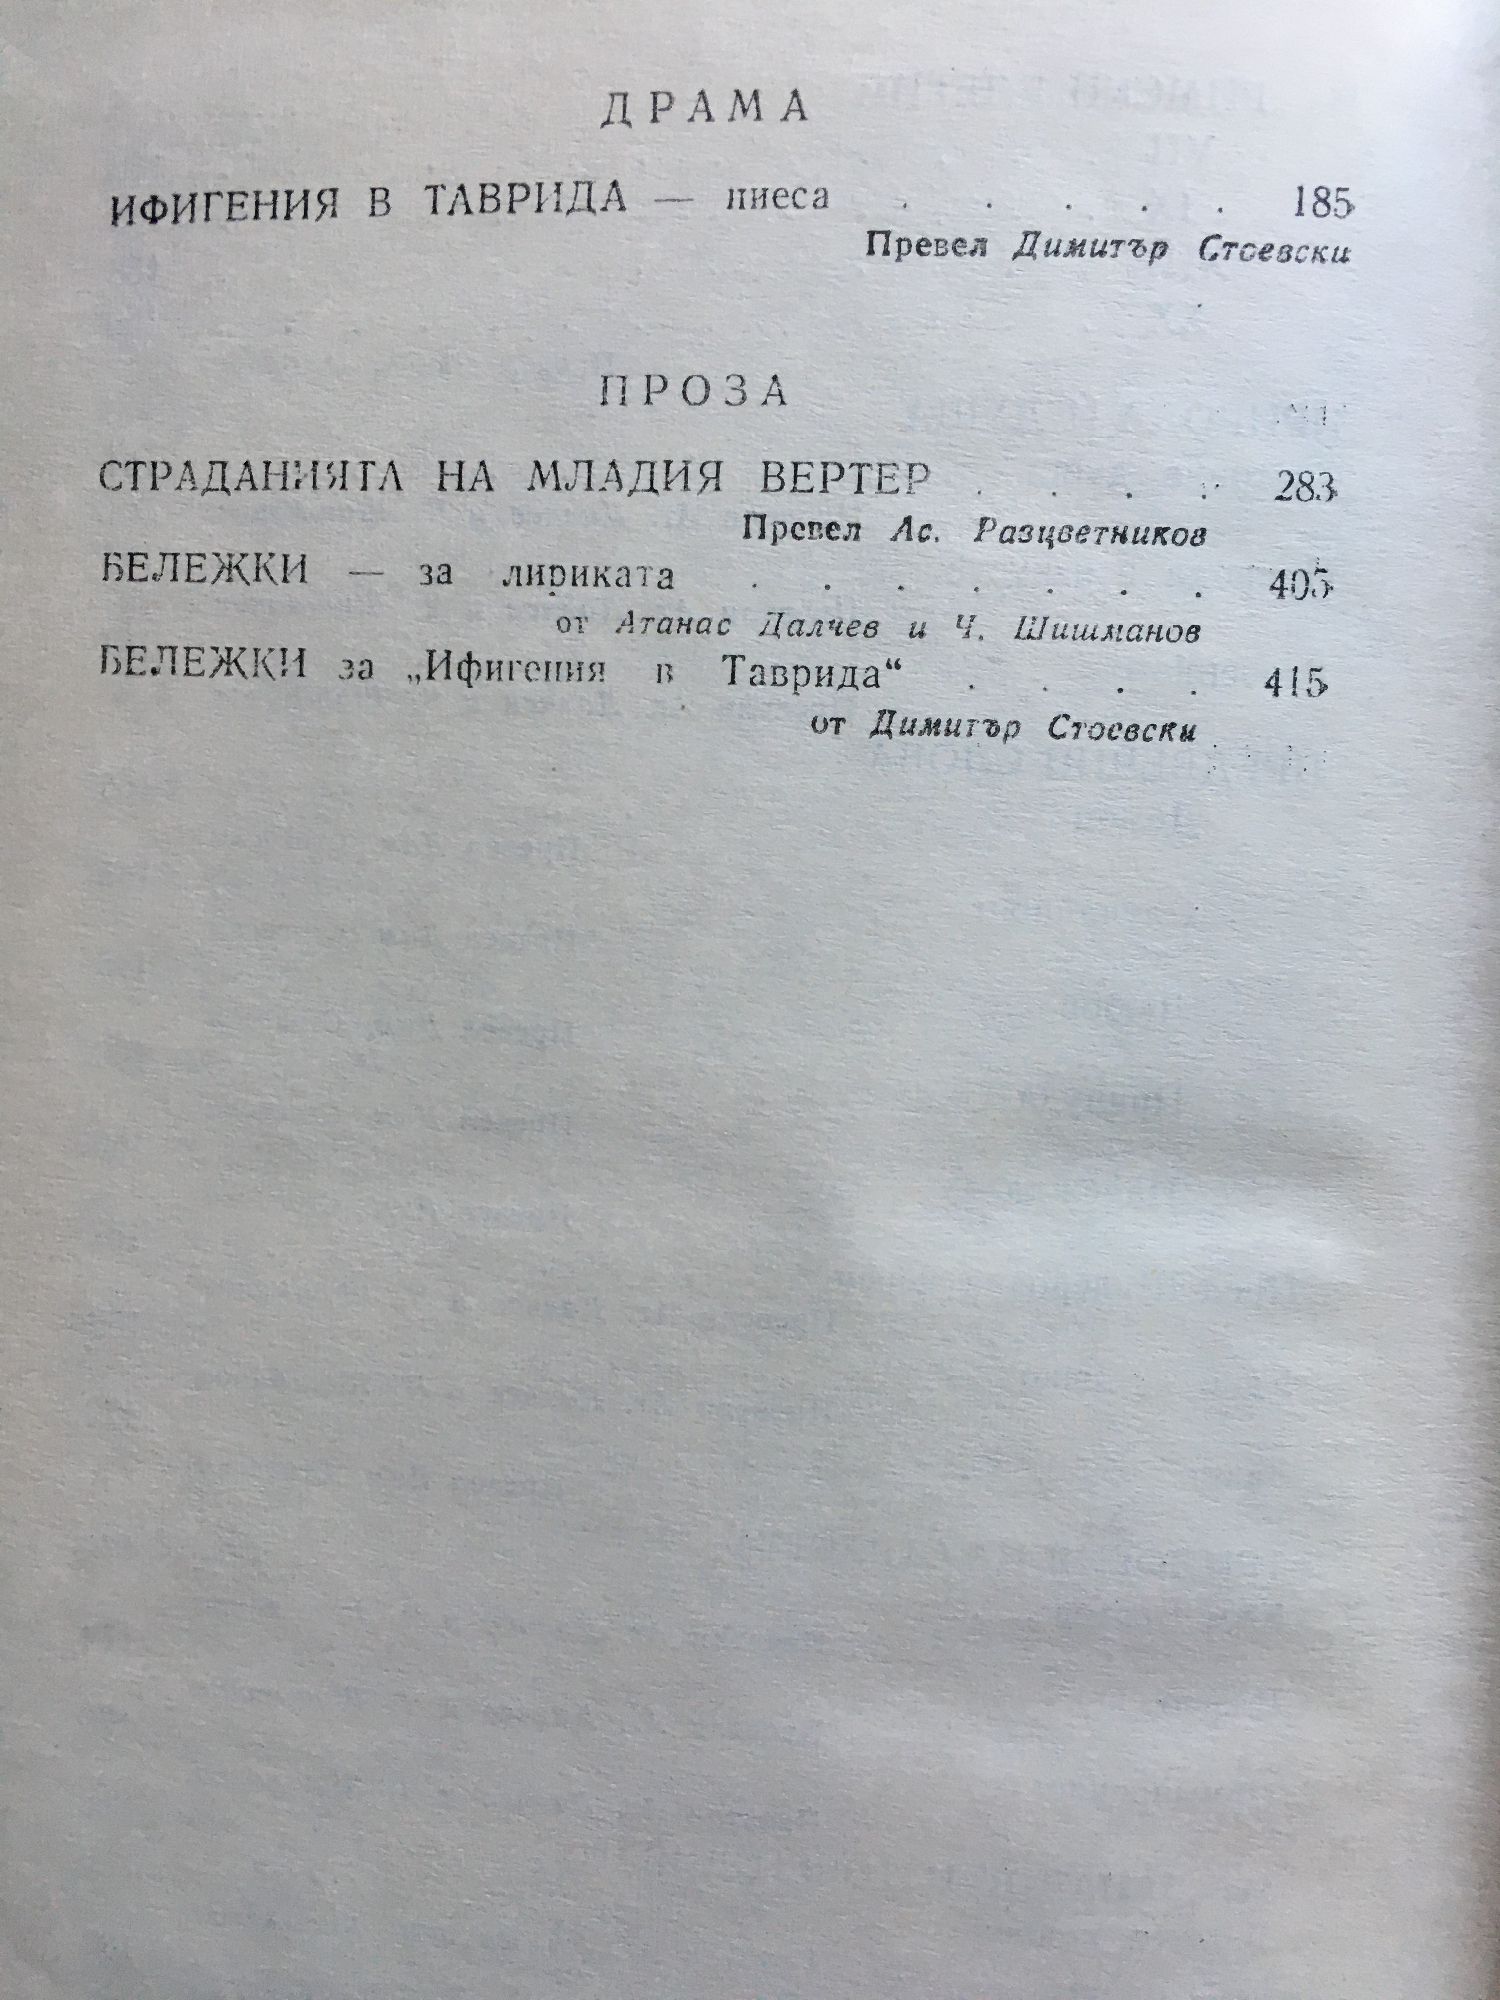 ДРАМА
ИФИГЕНИЯ В ТАВРИДА — пиеса . . . . . 185
Превел Димитър Стоевски
ПРОЗА
СТРАДАНИЯТА НА МЛАДИЯ ВЕРТЕР . . . . 283
Превел Ас. Разцветников
БЕЛЕЖКИ — за лириката . . . . . . . 405
от Атанас Далчев и Ч. Шишманов
БЕЛЕЖКИ за „Ифигения в Таврида“ . . . . 415
от Димитър Стоевски